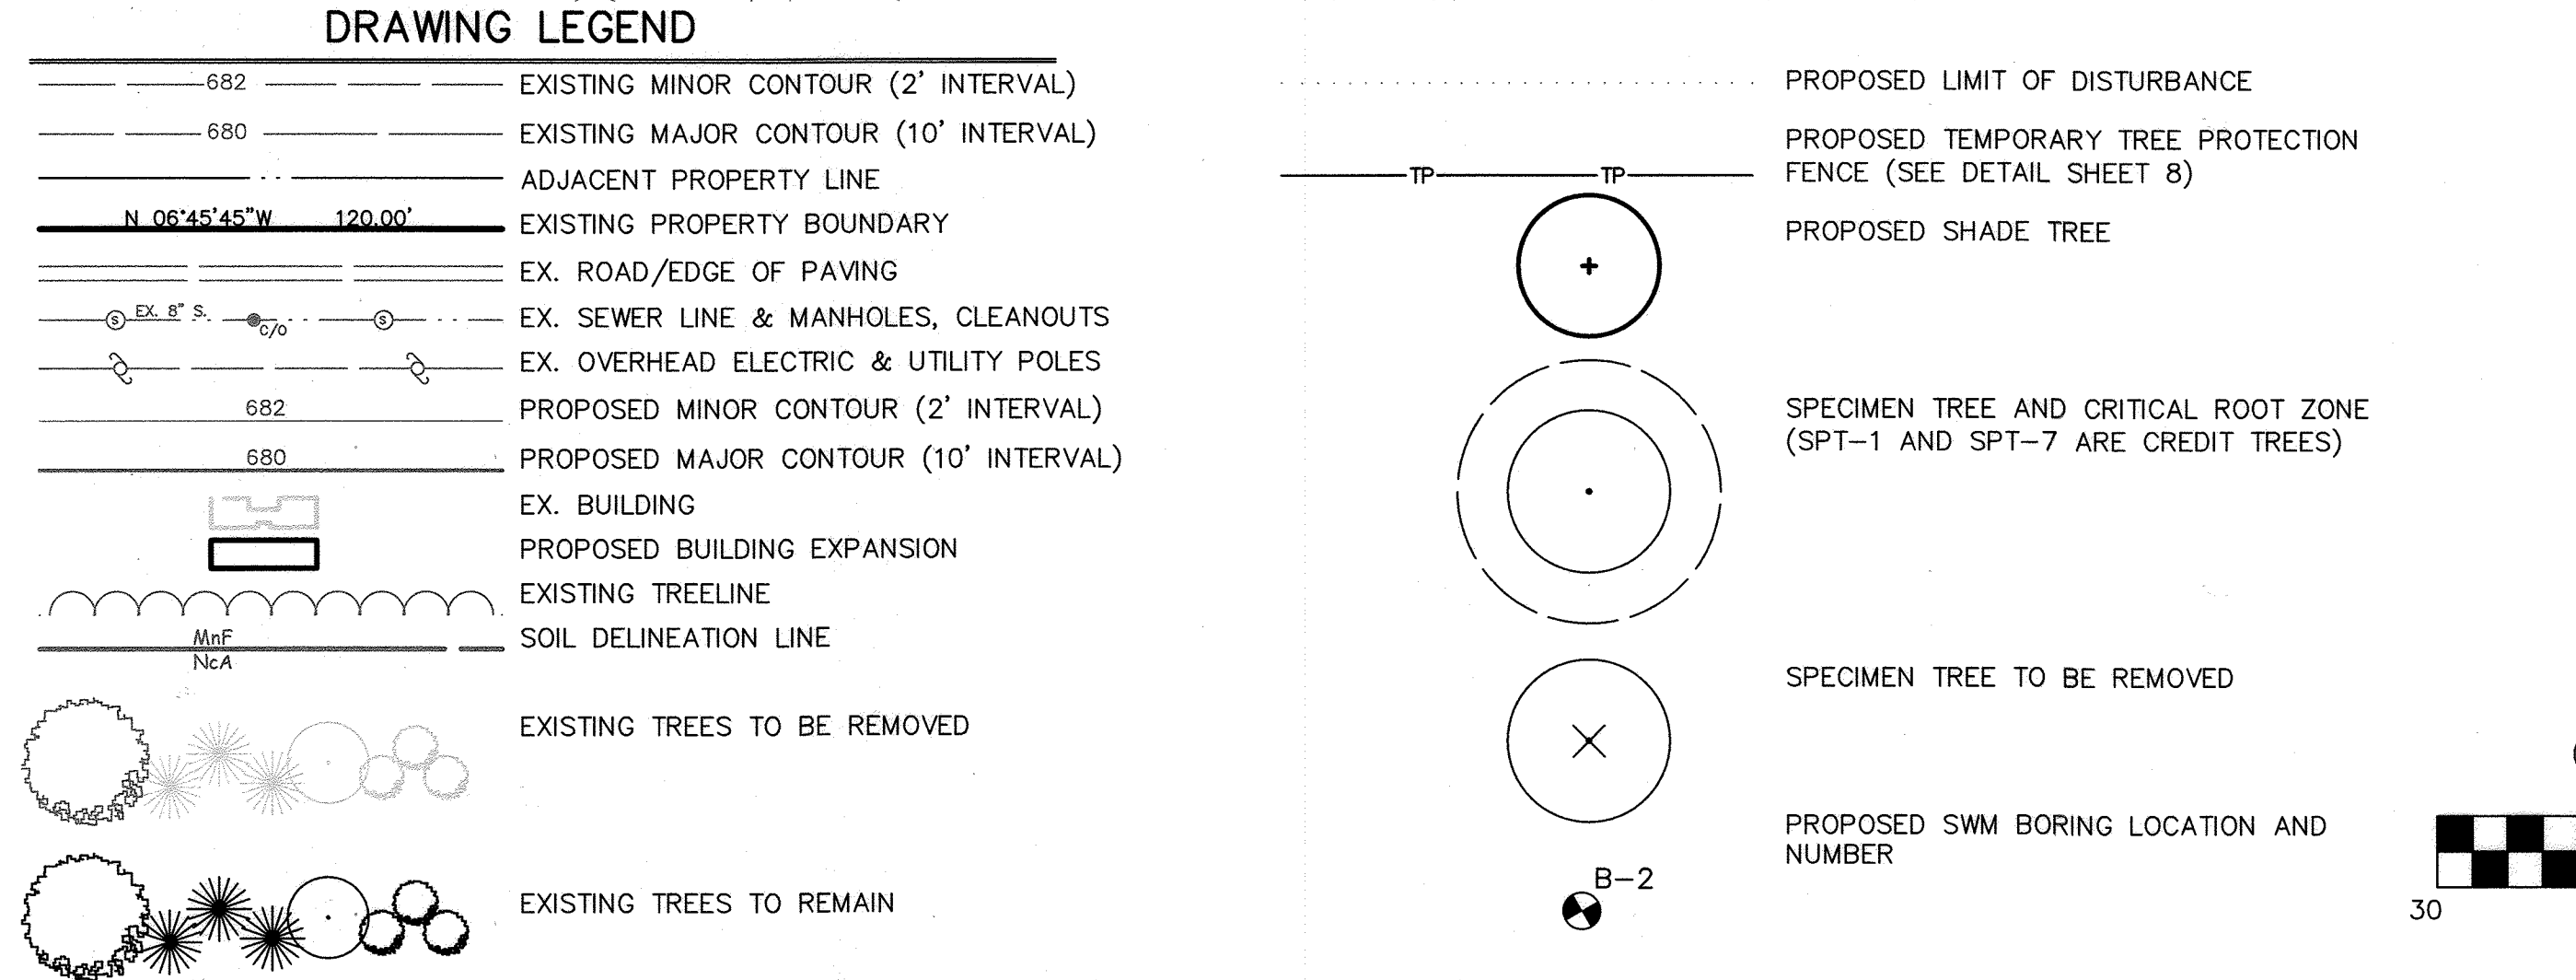 DRAWING LEGEND
682 EXISTING MINOR CONTOUR (2' INTERVAL)
680 EXISTING MAJOR CONTOUR (10' INTERVAL)
ADJACENT PROPERTY LINE
N 06°45'45"W 120.00' EXISTING PROPERTY BOUNDARY
EX. ROAD/EDGE OF PAVING
S EX. 8" S. C/O S EX. SEWER LINE & MANHOLES, CLEANOUTS
EX. OVERHEAD ELECTRIC & UTILITY POLES
682 PROPOSED MINOR CONTOUR (2' INTERVAL)
680 PROPOSED MAJOR CONTOUR (10' INTERVAL)
EX. BUILDING
PROPOSED BUILDING EXPANSION
EXISTING TREELINE
MnF SOIL DELINEATION LINE
NcA
EXISTING TREES TO BE REMOVED
EXISTING TREES TO REMAIN
PROPOSED LIMIT OF DISTURBANCE
PROPOSED TEMPORARY TREE PROTECTION
TP TP FENCE (SEE DETAIL SHEET 8)
PROPOSED SHADE TREE
SPECIMEN TREE AND CRITICAL ROOT ZONE
(SPT-1 AND SPT-7 ARE CREDIT TREES)
SPECIMEN TREE TO BE REMOVED
PROPOSED SWM BORING LOCATION AND
NUMBER
B-2
30